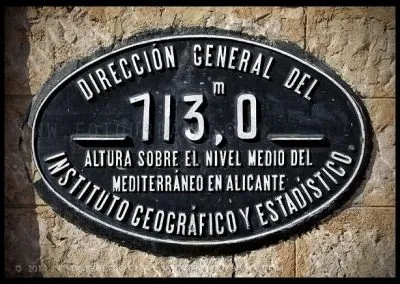 DIRECCIÓN GENERAL DEL
m
713,0
ALTURA SOBRE EL NIVEL MEDIO DEL
MEDITERRÁNEO EN ALICANTE
INSTITUTO GEOGRÁFICO Y ESTADÍSTICO.